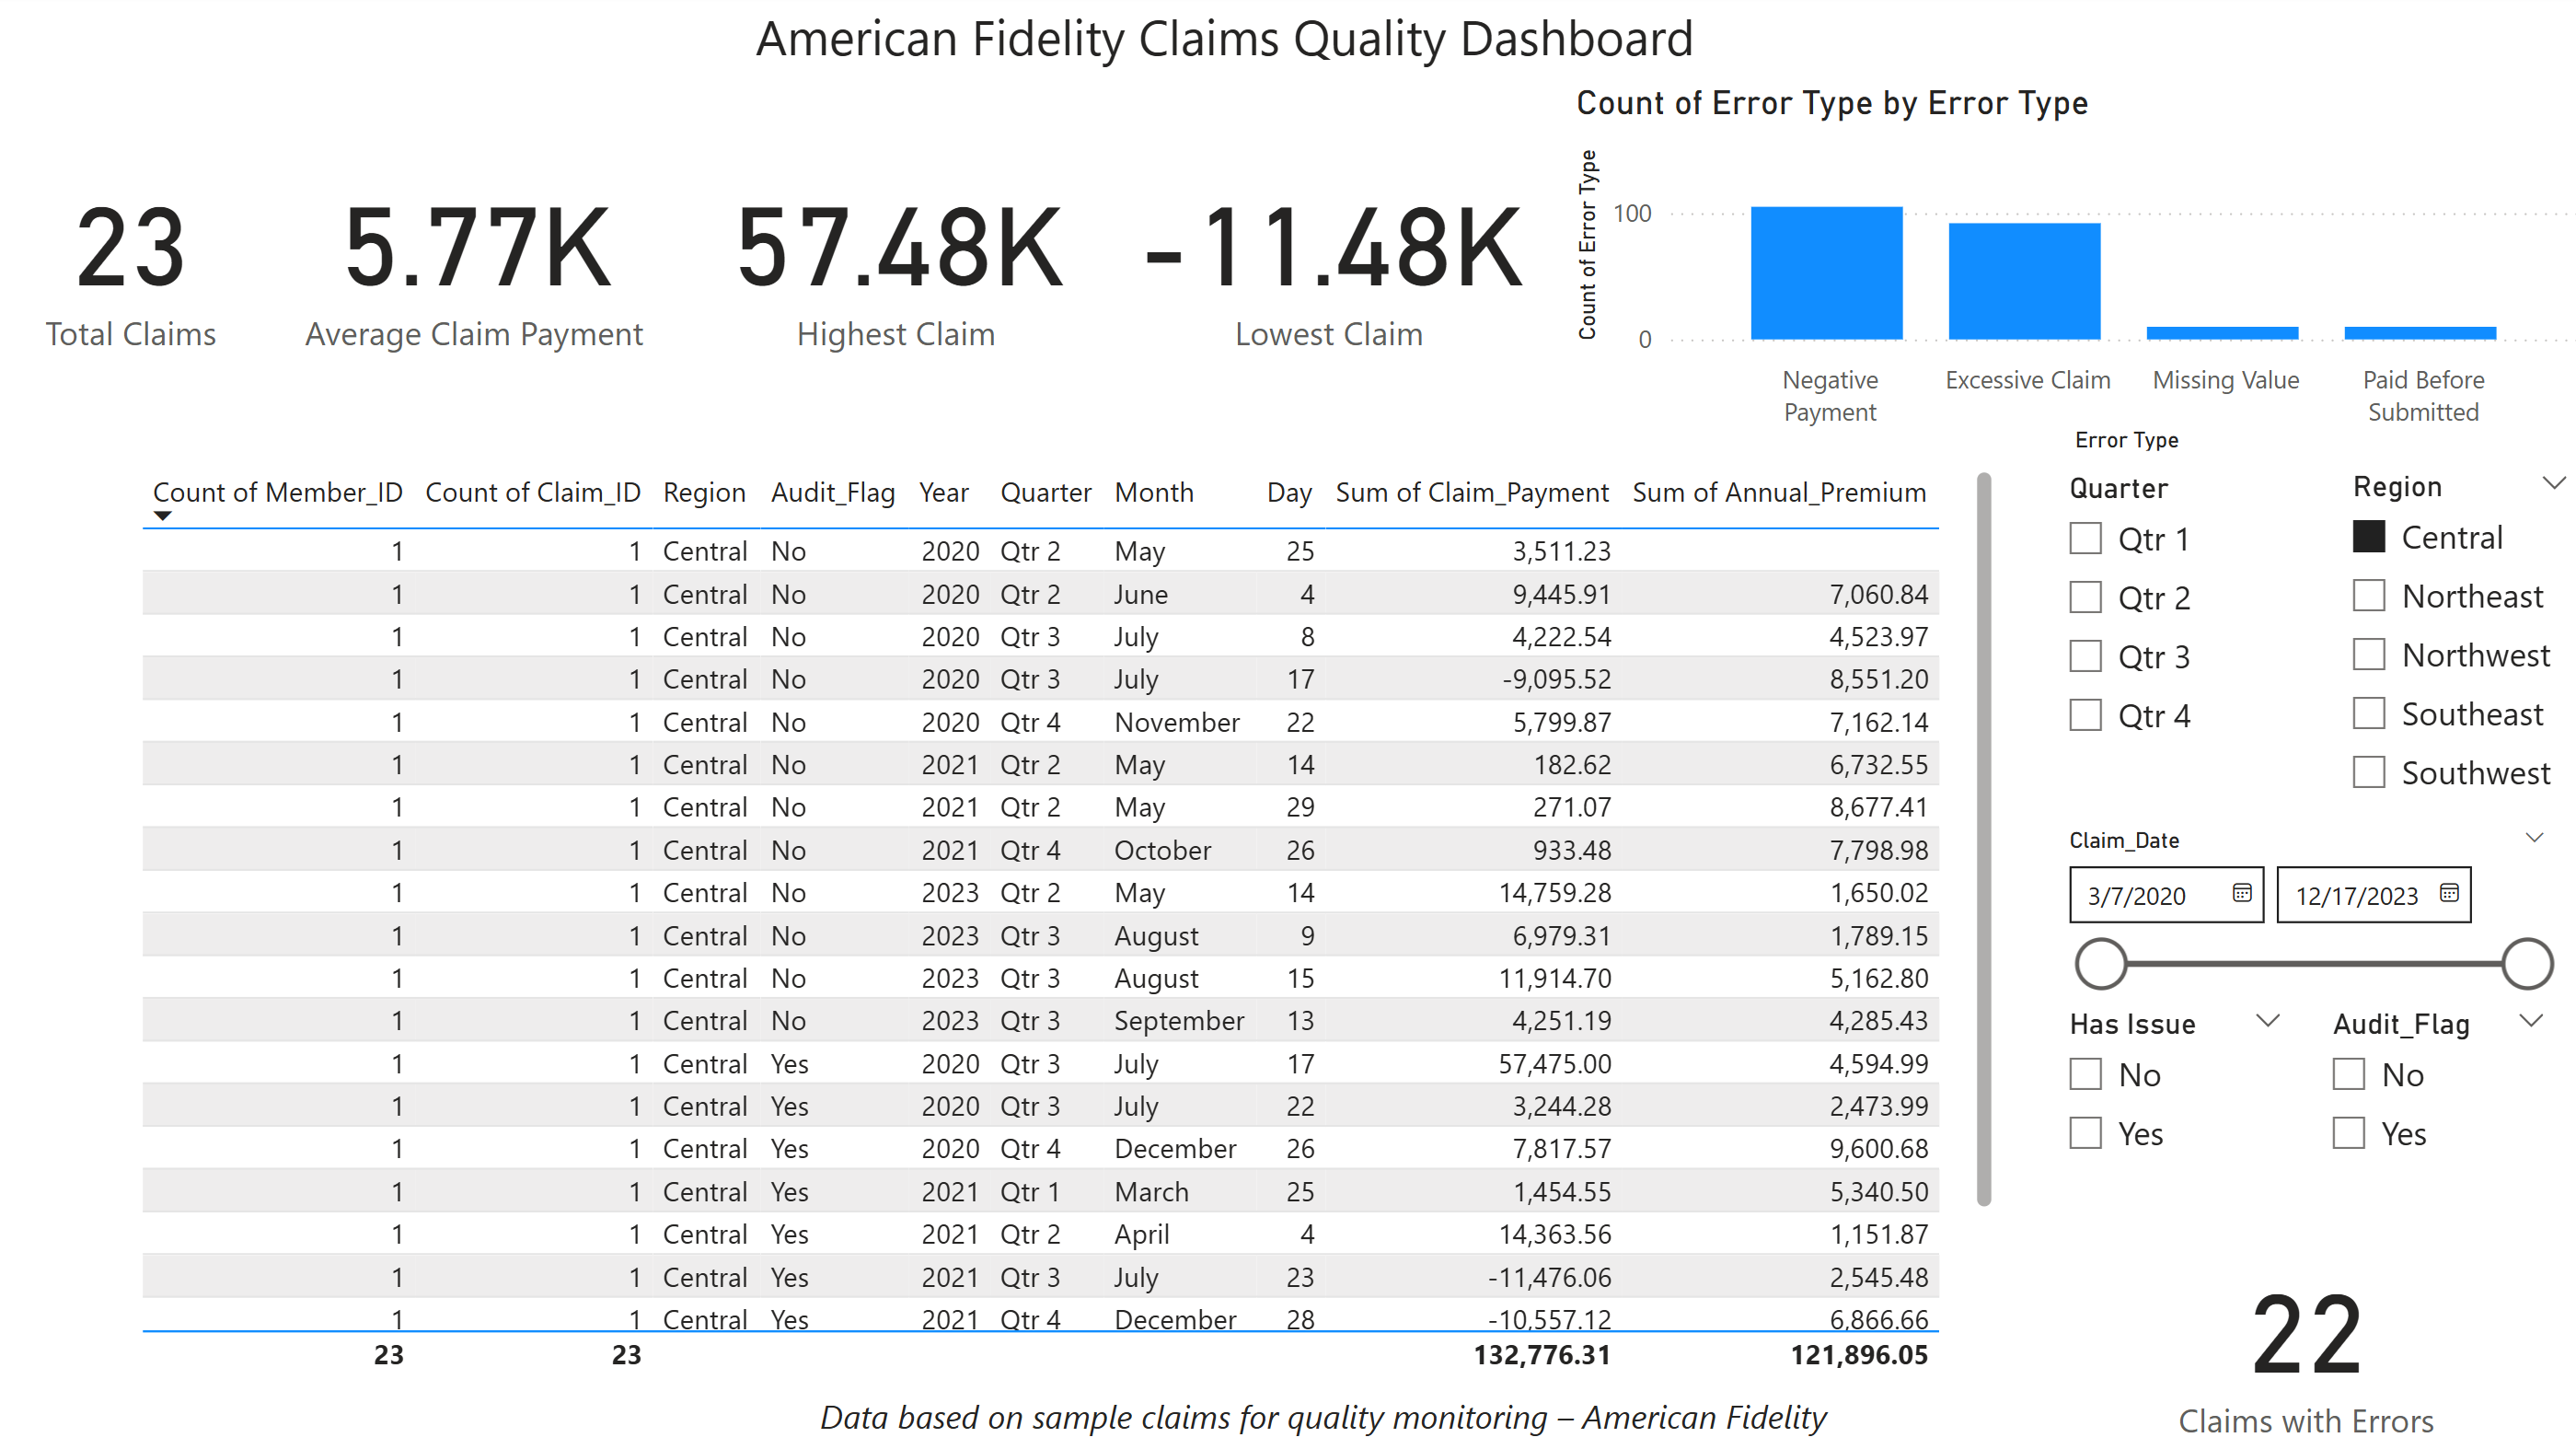 American Fidelity Claims Quality Dashboard
23
Total Claims
5.77K
Average Claim Payment
57.48K
Highest Claim
-11.48K
Lowest Claim
Count of Error Type by Error Type
Count of Error Type
100
0
Negative Payment
Excessive Claim
Missing Value
Paid Before Submitted
Error Type
Count of Member_ID Count of Claim_ID Region Audit_Flag Year Quarter Month Day Sum of Claim_Payment Sum of Annual_Premium
1 1 Central No 2020 Qtr 2 May 25 3,511.23
1 1 Central No 2020 Qtr 2 June 4 9,445.91 7,060.84
1 1 Central No 2020 Qtr 3 July 8 4,222.54 4,523.97
1 1 Central No 2020 Qtr 3 July 17 -9,095.52 8,551.20
1 1 Central No 2020 Qtr 4 November 22 5,799.87 7,162.14
1 1 Central No 2021 Qtr 2 May 14 182.62 6,732.55
1 1 Central No 2021 Qtr 2 May 29 271.07 8,677.41
1 1 Central No 2021 Qtr 4 October 26 933.48 7,798.98
1 1 Central No 2023 Qtr 2 May 14 14,759.28 1,650.02
1 1 Central No 2023 Qtr 3 August 9 6,979.31 1,789.15
1 1 Central No 2023 Qtr 3 August 15 11,914.70 5,162.80
1 1 Central No 2023 Qtr 3 September 13 4,251.19 4,285.43
1 1 Central Yes 2020 Qtr 3 July 17 57,475.00 4,594.99
1 1 Central Yes 2020 Qtr 3 July 22 3,244.28 2,473.99
1 1 Central Yes 2020 Qtr 4 December 26 7,817.57 9,600.68
1 1 Central Yes 2021 Qtr 1 March 25 1,454.55 5,340.50
1 1 Central Yes 2021 Qtr 2 April 4 14,363.56 1,151.87
1 1 Central Yes 2021 Qtr 3 July 23 -11,476.06 2,545.48
1 1 Central Yes 2021 Qtr 4 December 28 -10,557.12 6,866.66
23 23 132,776.31 121,896.05
Quarter
Qtr 1
Qtr 2
Qtr 3
Qtr 4
Region
Central
Northeast
Northwest
Southeast
Southwest
Claim_Date
3/7/2020 12/17/2023
Has Issue
No
Yes
Audit_Flag
No
Yes
22
Claims with Errors
Data based on sample claims for quality monitoring – American Fidelity